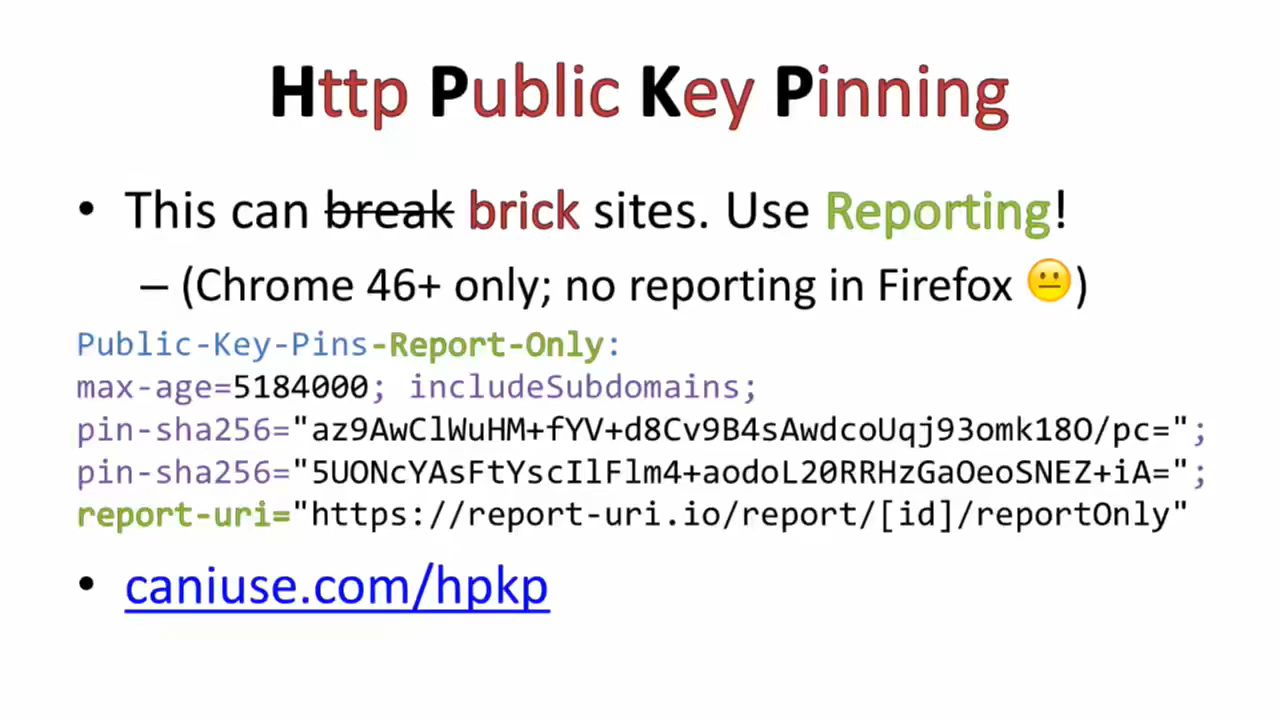 Http Public Key Pinning
• This can break brick sites. Use Reporting!
– (Chrome 46+ only; no reporting in Firefox 😐)
Public-Key-Pins-Report-Only:
max-age=5184000; includeSubdomains;
pin-sha256="az9AwClWuHM+fYV+d8Cv9B4sAwdcoUqj93omk18O/pc=";
pin-sha256="5UONcYAsFtYscIlFlm4+aodoL20RRHzGaOeoSNEZ+iA=";
report-uri="https://report-uri.io/report/[id]/reportOnly"
• caniuse.com/hpkp